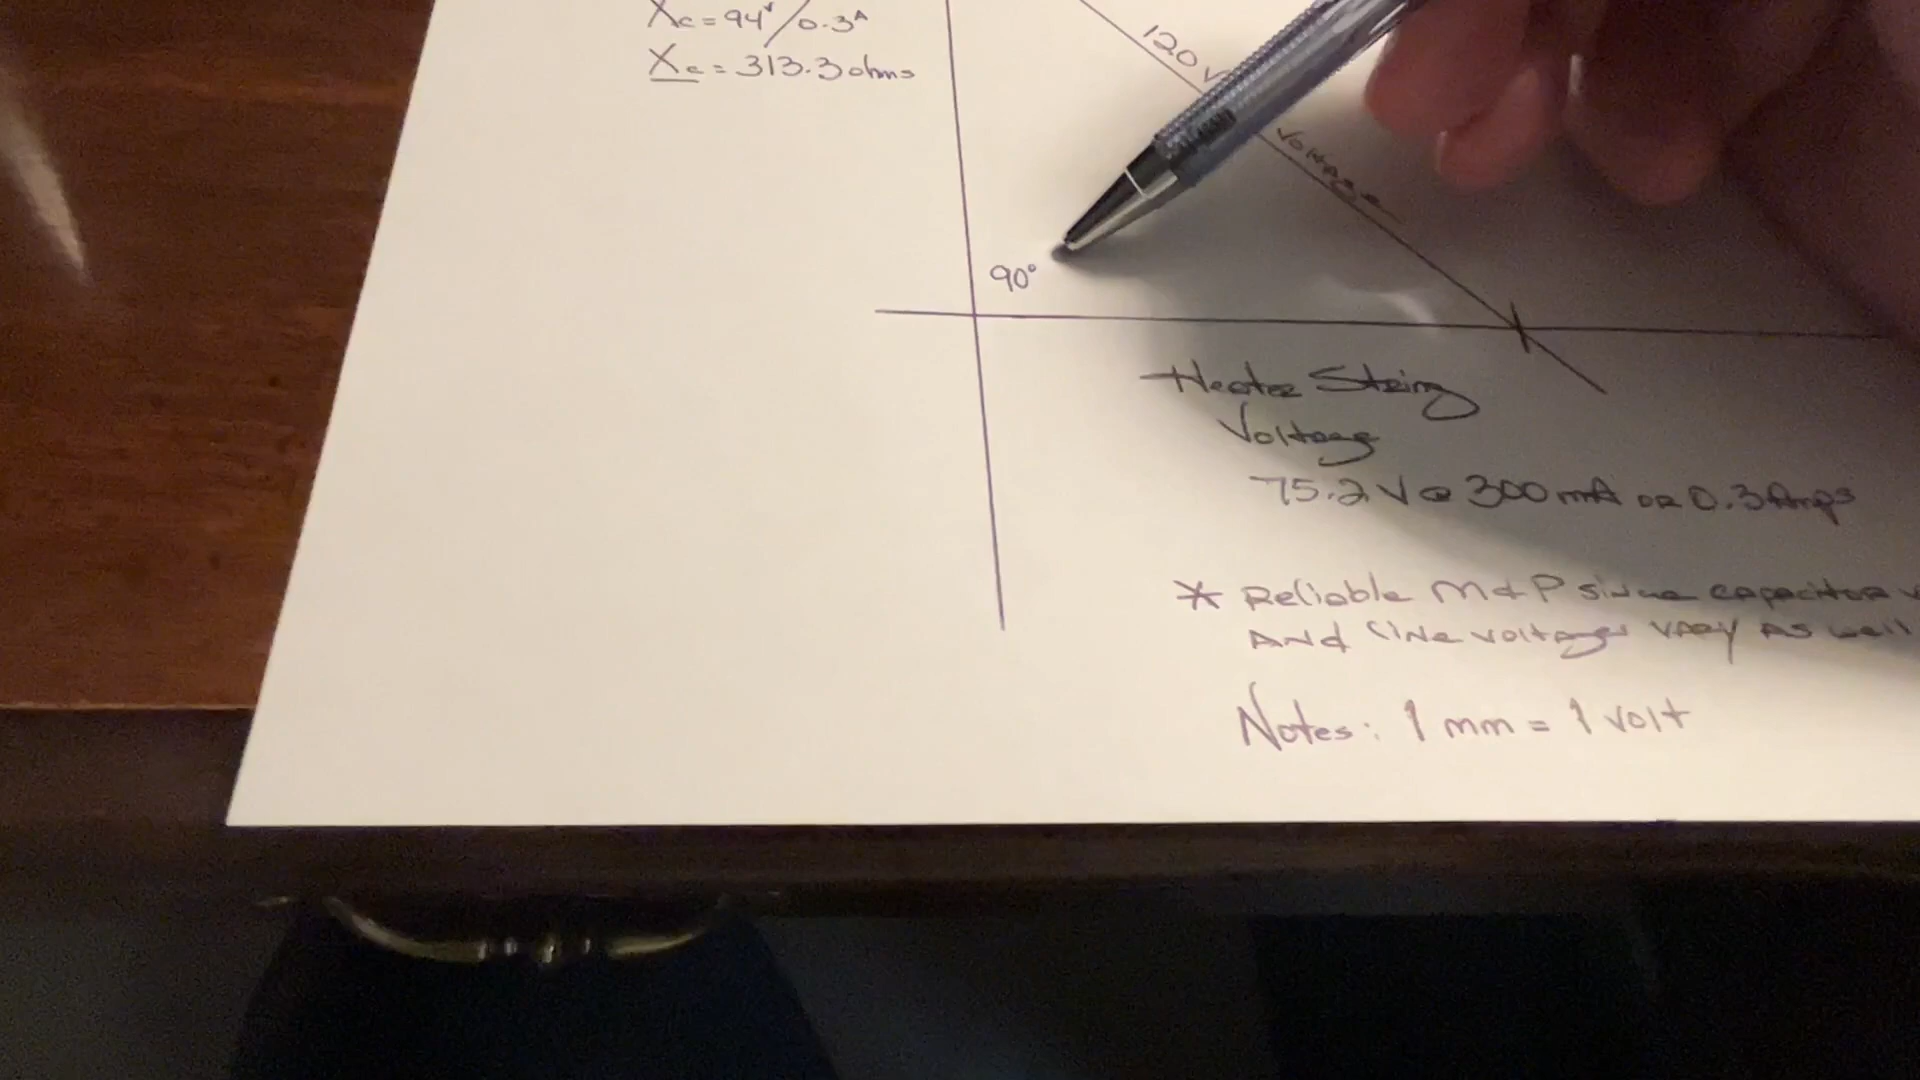 Xc = 94v/0.3A
Xc = 313.3 ohms
120 V
Voltage
90°
Heater String
Voltage
75.2 V @ 300 mA or 0.3 Amps
* Reliable M&P since capacitor
And line voltages vary as well
Notes: 1 mm = 1 volt